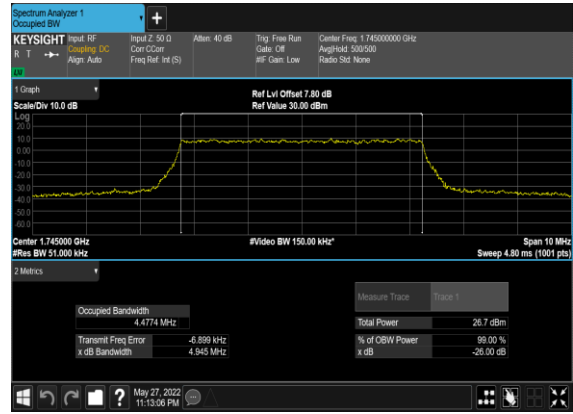 Spectrum Analyzer 1
Occupied BW
KEYSIGHT Input: RF Input Z: 50 Ω Atten: 40 dB Trig: Free Run Center Freq: 1.745000000 GHz
R T Coupling: DC Corr CCorr Gate: Off Avg|Hold: 500/500
Align: Auto Freq Ref: Int (S) #IF Gain: Low Radio Std: None
LW
1 Graph
Ref Lvl Offset 7.80 dB
Scale/Div 10.0 dB Ref Value 30.00 dBm
Log
20.0
10.0
0.00
-10.0
-20.0
-30.0
-40.0
-50.0
-60.0
Center 1.745000 GHz #Video BW 150.00 kHz* Span 10 MHz
#Res BW 51.000 kHz Sweep 4.80 ms (1001 pts)
2 Metrics
Measure Trace Trace 1
Occupied Bandwidth
4.4774 MHz Total Power 26.7 dBm
Transmit Freq Error -6.899 kHz % of OBW Power 99.00 %
x dB Bandwidth 4.945 MHz x dB -26.00 dB
? May 27, 2022
11:13:06 PM